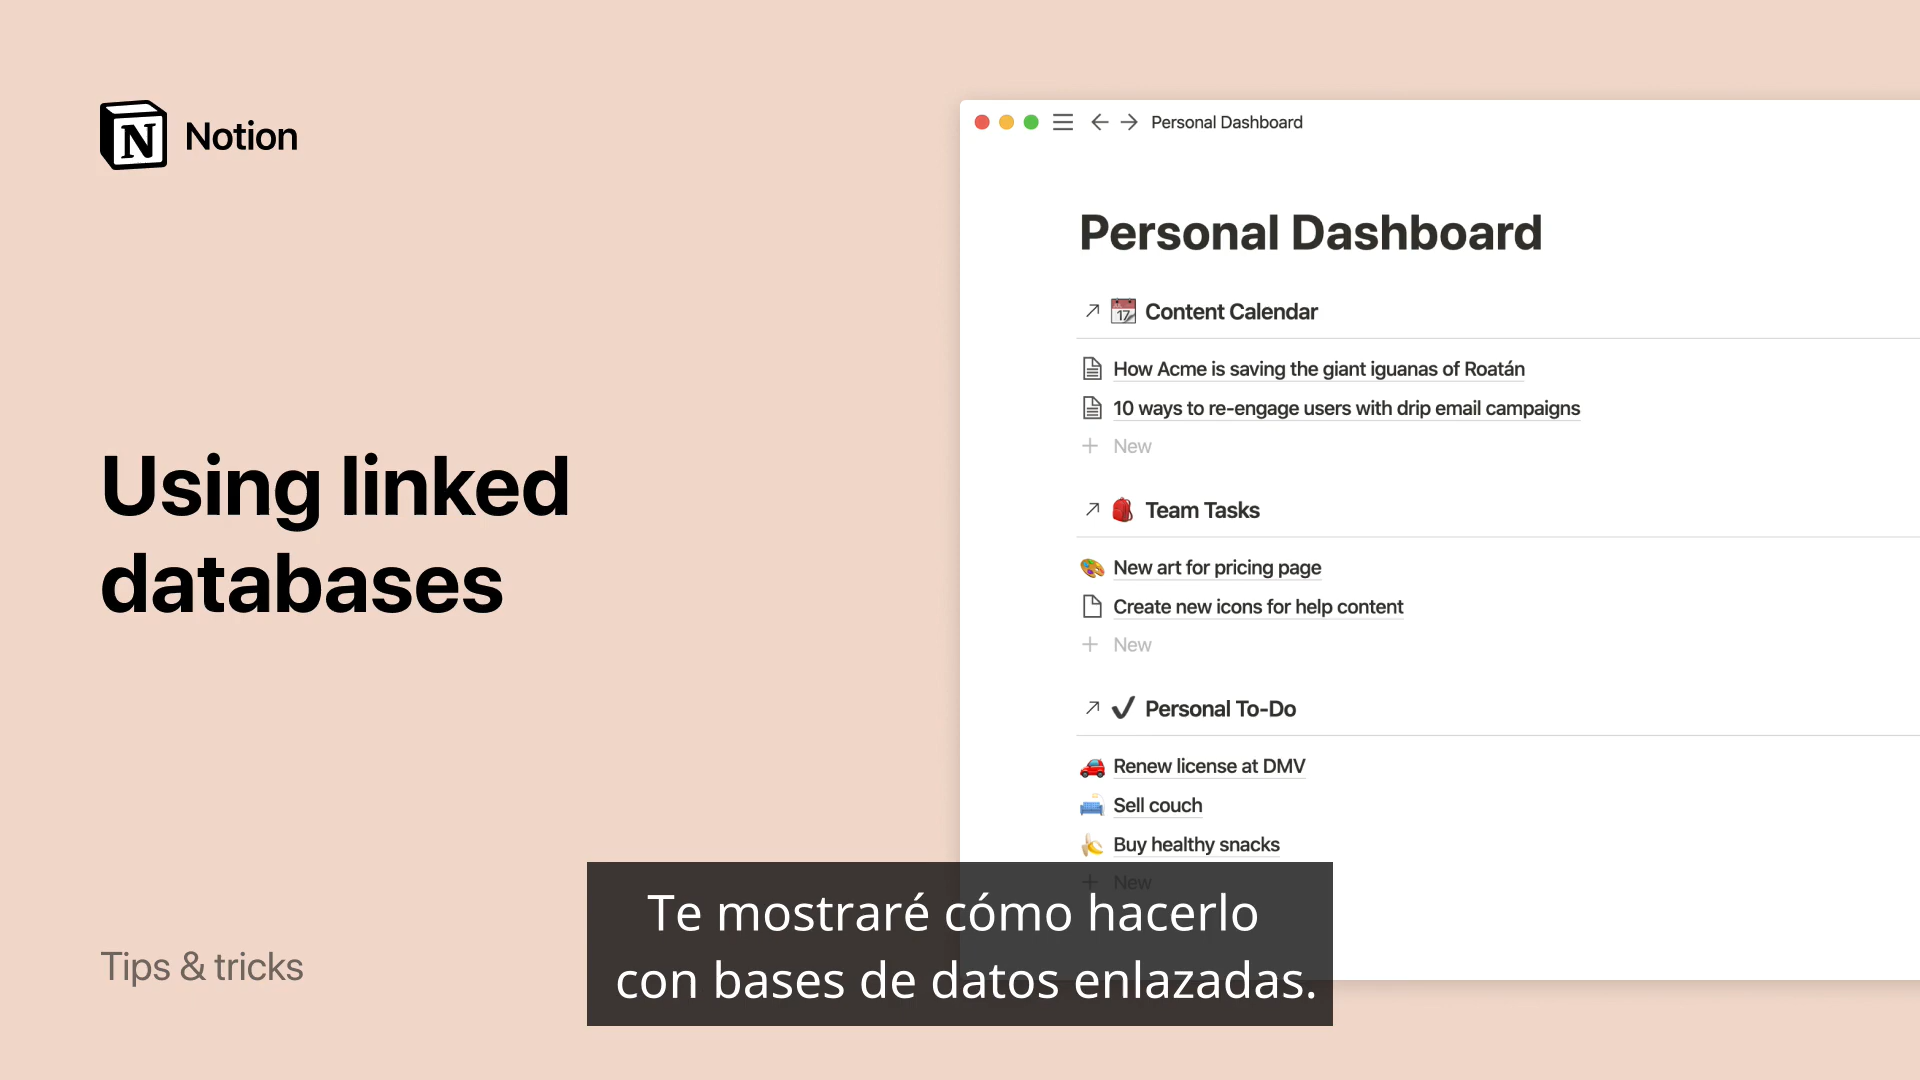 N Notion
Using linked
databases
Tips & tricks
Personal Dashboard
Personal Dashboard
17 Content Calendar
How Acme is saving the giant iguanas of Roatán
10 ways to re-engage users with drip email campaigns
+ New
Team Tasks
New art for pricing page
Create new icons for help content
+ New
Personal To-Do
Renew license at DMV
Sell couch
Buy healthy snacks
+ New
Te mostraré cómo hacerlo
con bases de datos enlazadas.